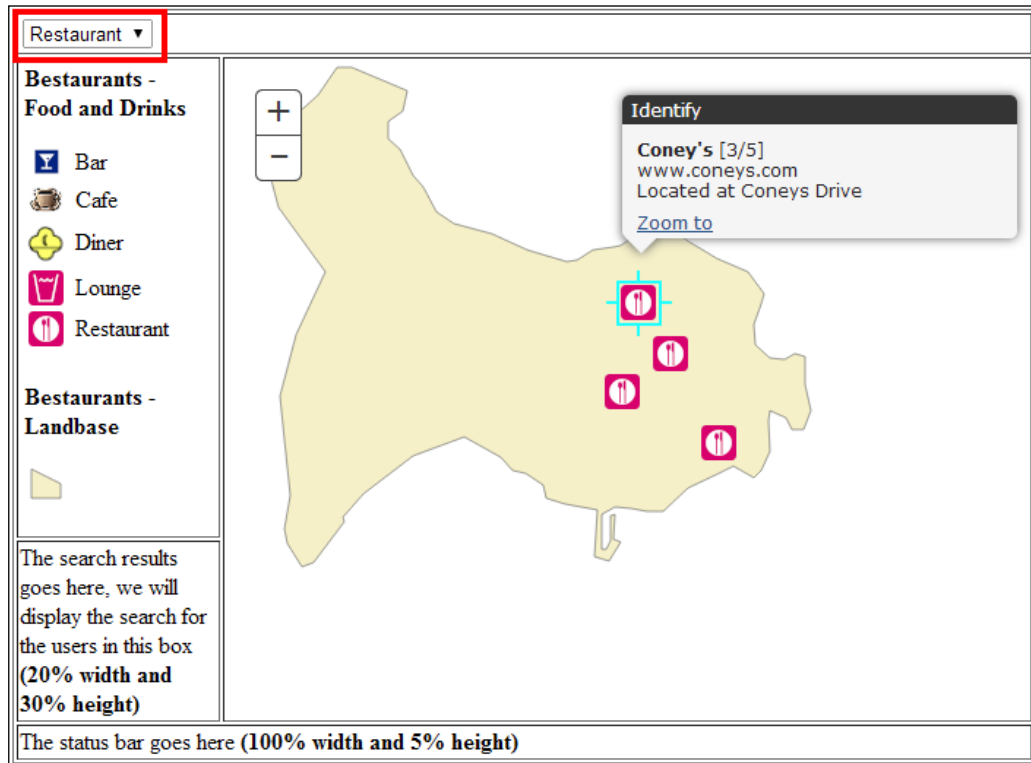 Restaurant ▼
Bestaurants -
Food and Drinks
Bar
Cafe
Diner
Lounge
Restaurant
Bestaurants -
Landbase
+
−
Identify
Coney's [3/5]
www.coneys.com
Located at Coneys Drive
Zoom to
The search results
goes here, we will
display the search for
the users in this box
(20% width and
30% height)
The status bar goes here (100% width and 5% height)